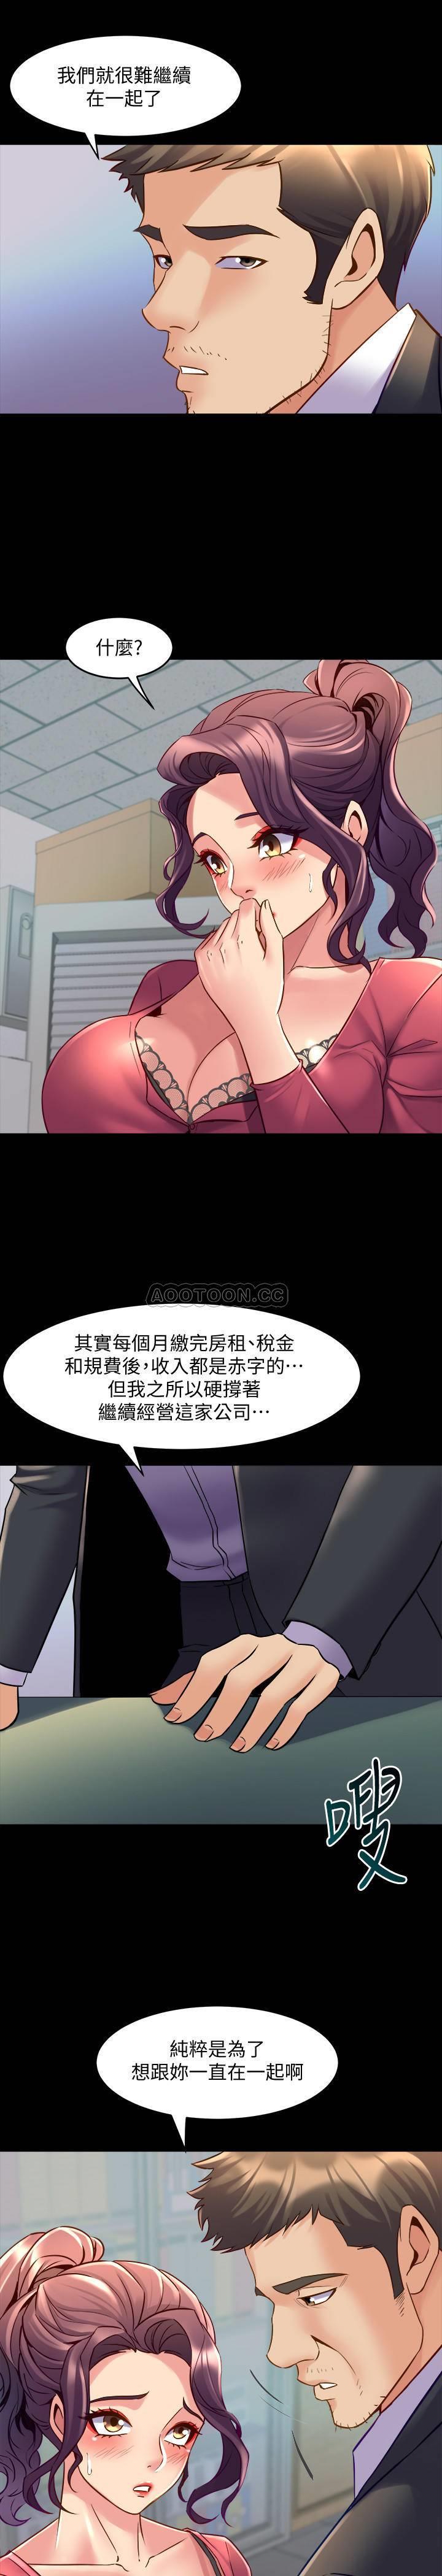 我們就很難繼續
在一起了
什麼?
AOOTOON.CC
其實每個月繳完房租、稅金
和規費後,收入都是赤字的…
但我之所以硬撐著
繼續經營這家公司…
嗖
純粹是為了
想跟妳一直在一起啊